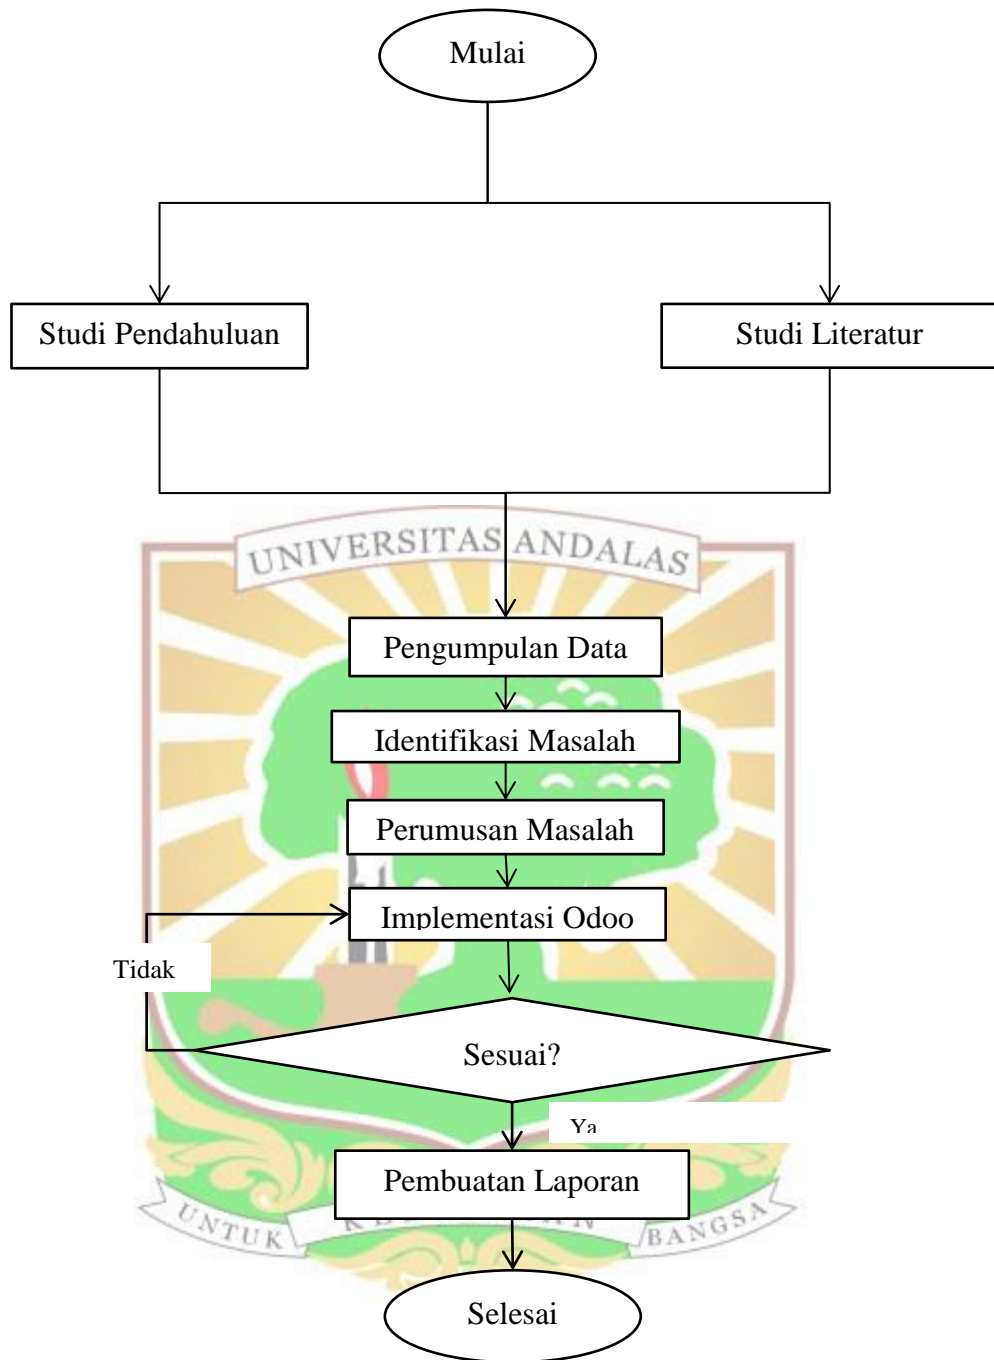 Mulai
Studi Pendahuluan
Studi Literatur
UNIVERSITAS ANDALAS
Pengumpulan Data
Identifikasi Masalah
Perumusan Masalah
Implementasi Odoo
Tidak
Sesuai?
Ya
Pembuatan Laporan
UNTUK
BANGSA
Selesai